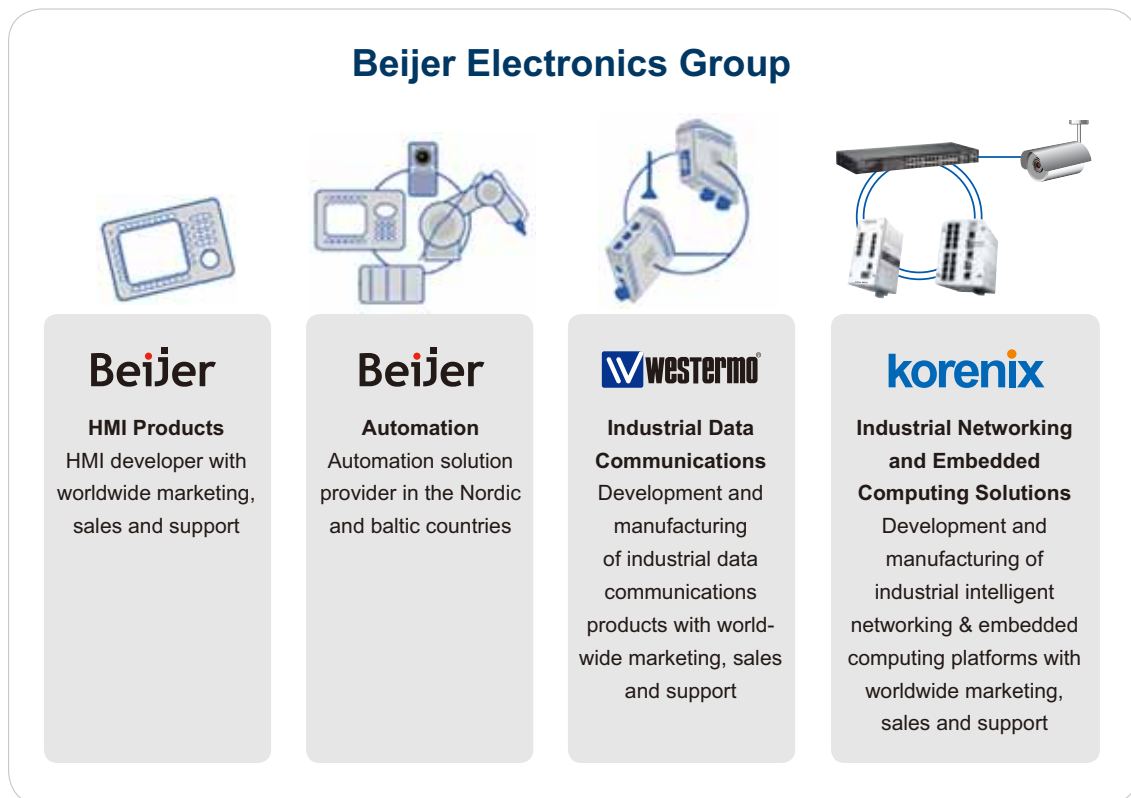 Beijer Electronics Group
Beijer
HMI Products
HMI developer with
worldwide marketing,
sales and support
Beijer
Automation
Automation solution
provider in the Nordic
and baltic countries
westermo®
Industrial Data
Communications
Development and
manufacturing
of industrial data
communications
products with world-
wide marketing, sales
and support
korenix
Industrial Networking
and Embedded
Computing Solutions
Development and
manufacturing of
industrial intelligent
networking & embedded
computing platforms with
worldwide marketing,
sales and support